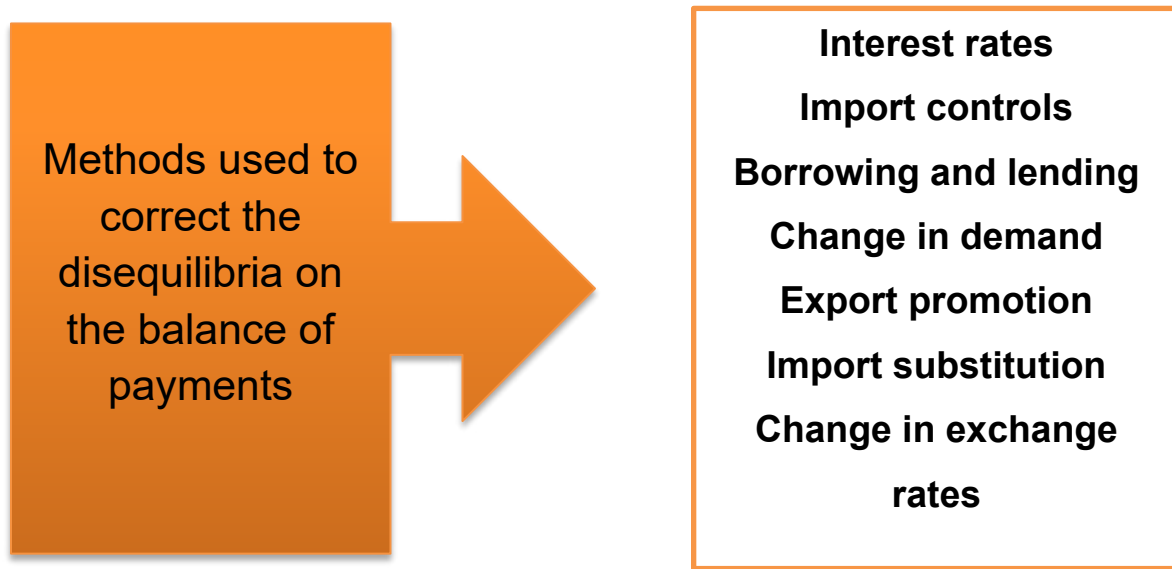 Methods used to
correct the
disequilibria on
the balance of
payments
Interest rates
Import controls
Borrowing and lending
Change in demand
Export promotion
Import substitution
Change in exchange
rates